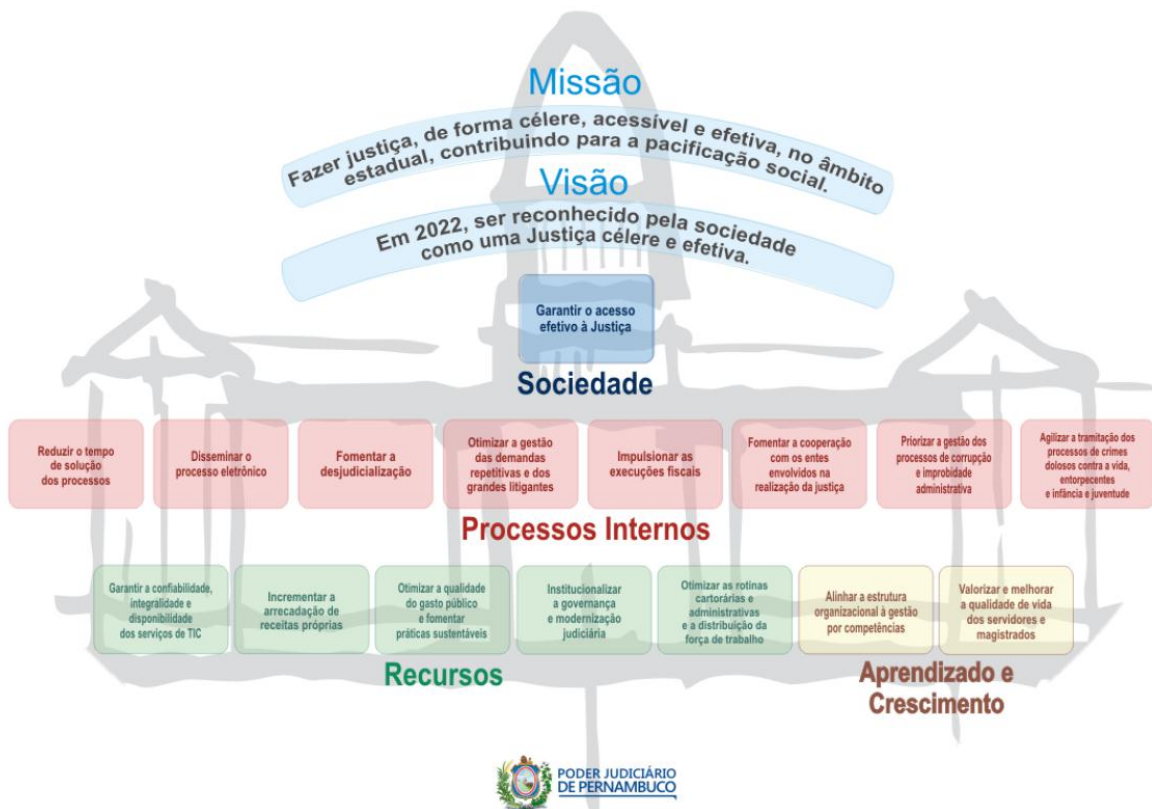 Missão
Fazer justiça, de forma célere, acessível e efetiva, no âmbito
estadual, contribuindo para a pacificação social.
Visão
Em 2022, ser reconhecido pela sociedade
como uma Justiça célere e efetiva.
Garantir o acesso
efetivo à Justiça
Sociedade
Reduzir o tempo
de solução
dos processos
Disseminar o
processo eletrônico
Fomentar a
desjudicialização
Otimizar a gestão
das demandas
repetitivas e dos
grandes litigantes
Impulsionar as
execuções fiscais
Fomentar a cooperação
com os entes
envolvidos na
realização da justiça
Priorizar a gestão dos
processos de corrupção
e improbidade
administrativa
Agilizar a tramitação dos
processos de crimes
dolosos contra a vida,
entorpecentes
e infância e juventude
Processos Internos
Garantir a confiabilidade,
integralidade e
disponibilidade
dos serviços de TIC
Incrementar a
arrecadação de
receitas próprias
Otimizar a qualidade
do gasto público
e fomentar
práticas sustentáveis
Institucionalizar
a governança
e modernização
judiciária
Otimizar as rotinas
cartorárias e
administrativas
e a distribuição da
força de trabalho
Alinhar a estrutura
organizacional à gestão
por competências
Valorizar e melhorar
a qualidade de vida
dos servidores e
magistrados
Recursos
Aprendizado e
Crescimento
PODER JUDICIÁRIO
DE PERNAMBUCO